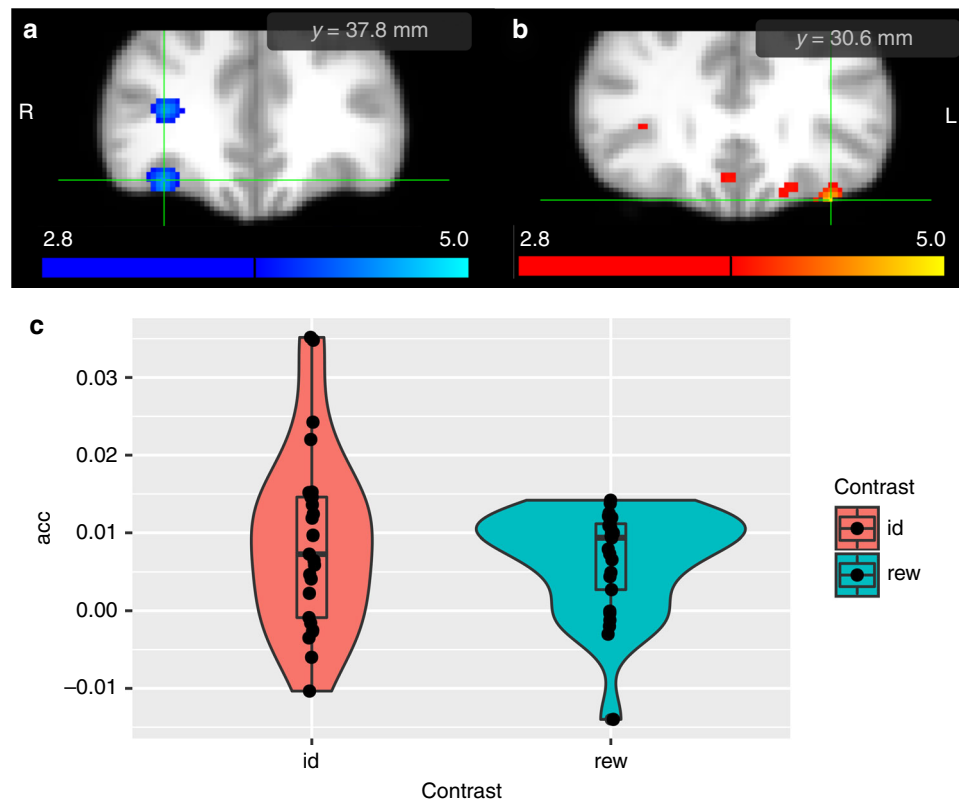 a
y = 37.8 mm
b
y = 30.6 mm
R
L
2.8
5.0
2.8
5.0
c
0.03
0.02
0.01
0.00
−0.01
acc
id
rew
Contrast
Contrast
id
rew